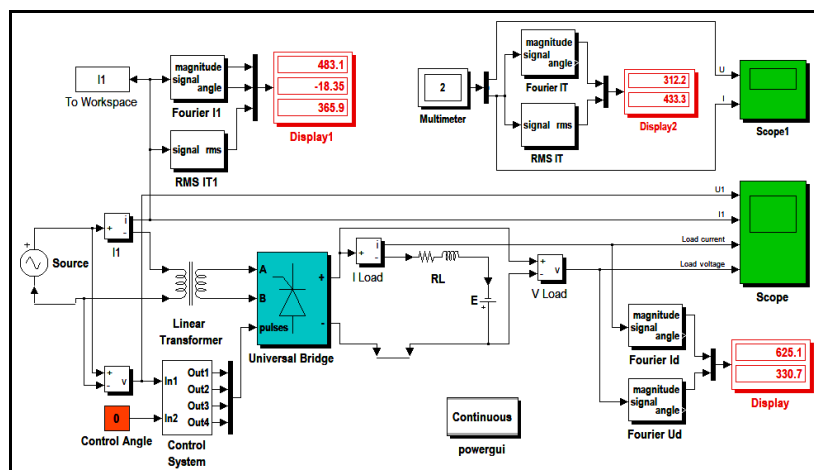 I1
To Workspace
magnitude
signal
angle
Fourier I1
signal rms
RMS IT1
483.1
-18.35
365.9
Display1
2
Multimeter
magnitude
signal
angle
Fourier IT
signal rms
RMS IT
312.2
433.3
Display2
U
I
Scope1
U1
I1
Load current
Load voltage
Scope
+
Source
+ i
-
I1
Linear
Transformer
A
B
pulses
+
-
Universal Bridge
+ i
-
I Load
RL
E
+
+
- v
V Load
magnitude
signal
angle
Fourier Id
magnitude
signal
angle
Fourier Ud
625.1
330.7
Display
+
- v
0
Control Angle
In1
In2
Out1
Out2
Out3
Out4
Control
System
Continuous
powergui